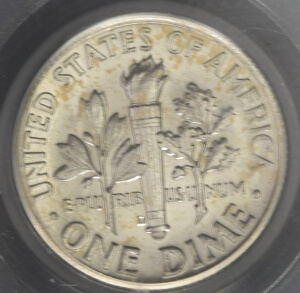 UNITED STATES OF AMERICA
E PLURIBUS UNUM
· ONE DIME ·